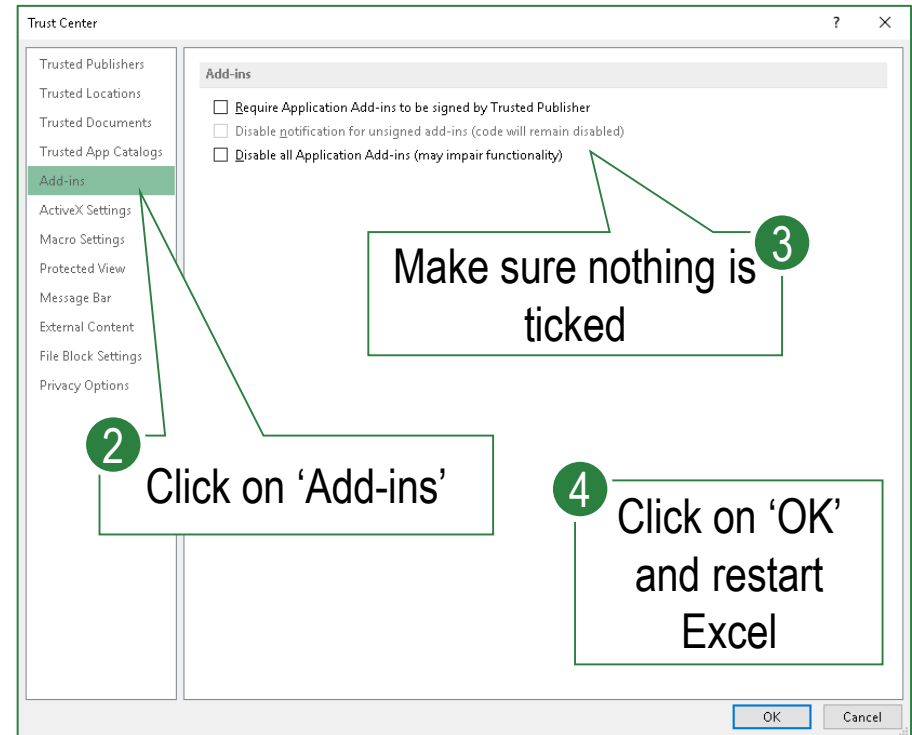 Trust Center
? ×
Trusted Publishers
Trusted Locations
Trusted Documents
Trusted App Catalogs
Add-ins
ActiveX Settings
Macro Settings
Protected View
Message Bar
External Content
File Block Settings
Privacy Options
Add-ins
Require Application Add-ins to be signed by Trusted Publisher
Disable notification for unsigned add-ins (code will remain disabled)
Disable all Application Add-ins (may impair functionality)
3
Make sure nothing is
ticked
2
Click on ‘Add-ins’
4
Click on ‘OK’
and restart
Excel
OK
Cancel